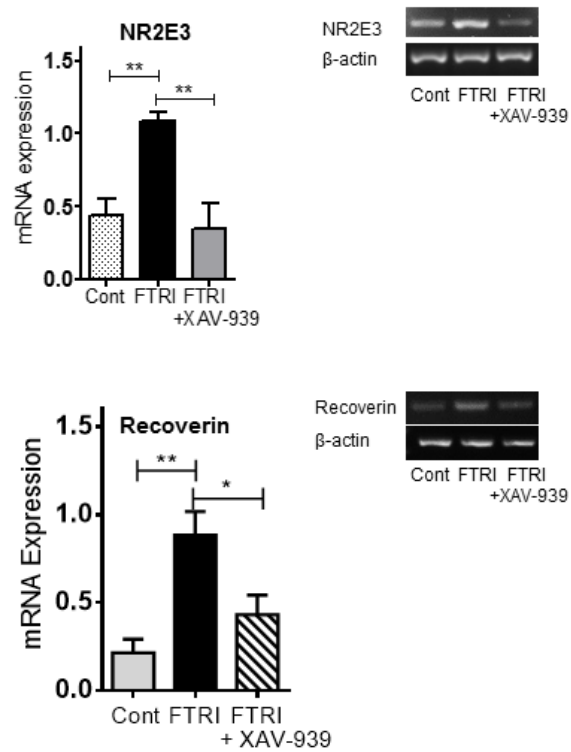 NR2E3
mRNA expression
1.5
1.0
0.5
0.0
**
**
Cont FTRI FTRI
+XAV-939
NR2E3
β-actin
Cont FTRI FTRI
+XAV-939
Recoverin
mRNA Expression
1.5
1.0
0.5
0.0
**
*
Cont FTRI FTRI
+ XAV-939
Recoverin
β-actin
Cont FTRI FTRI
+XAV-939